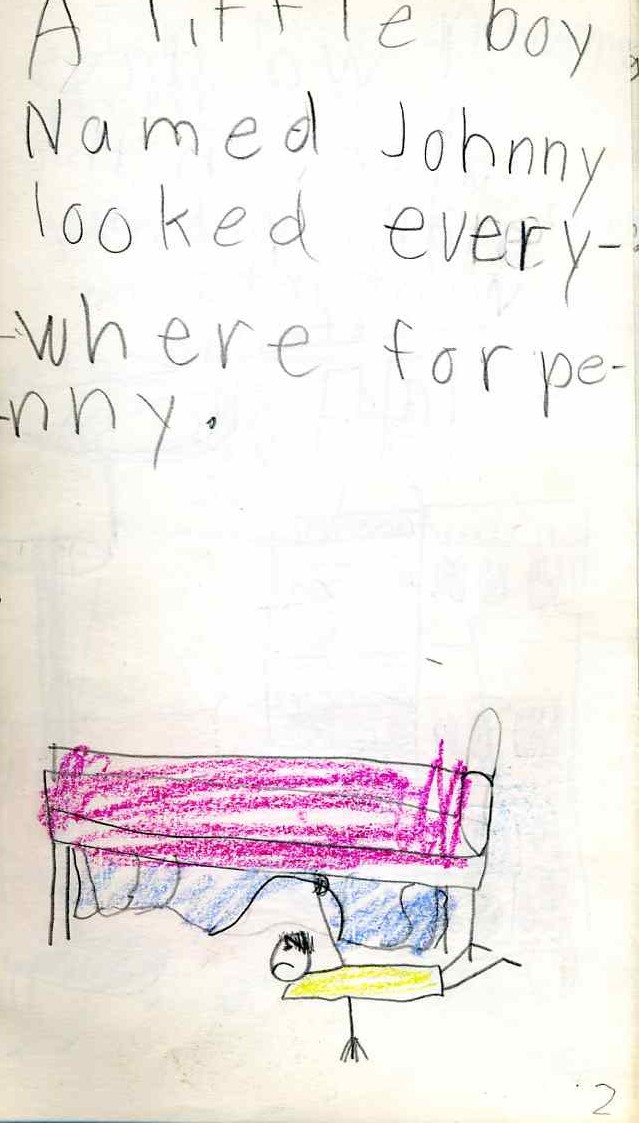 A little boy,
Named Johnny
looked every-
-where for pe-
-nny.
2